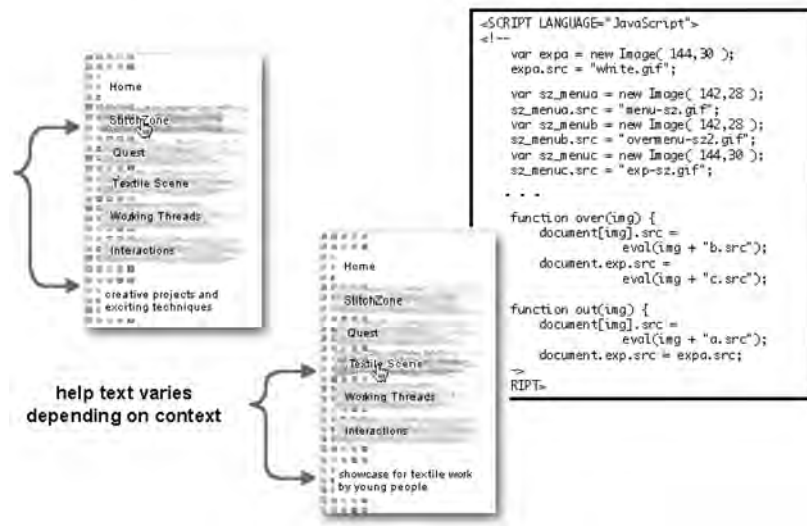 Home
StitchZone
Quest
Textile Scene
Working Threads
Interactions
creative projects and
exciting techniques
help text varies
depending on context
Home
StitchZone
Quest
Textile Scene
Working Threads
Interactions
showcase for textile work
by young people
<SCRIPT LANGUAGE="JavaScript">
<!--
var expa = new Image( 144,30 );
expa.src = "white.gif";
var sz_menua = new Image( 142,28 );
sz_menua.src = "menu-sz.gif";
var sz_menub = new Image( 142,28 );
sz_menub.src = "overmenu-sz2.gif";
var sz_menuc = new Image( 144,30 );
sz_menuc.src = "exp-sz.gif";
. . .
function over(img) {
document[img].src =
eval(img + "b.src");
document.exp.src =
eval(img + "c.src");
function out(img) {
document[img].src =
eval(img + "a.src");
document.exp.src = expa.src;
->
RIPT>